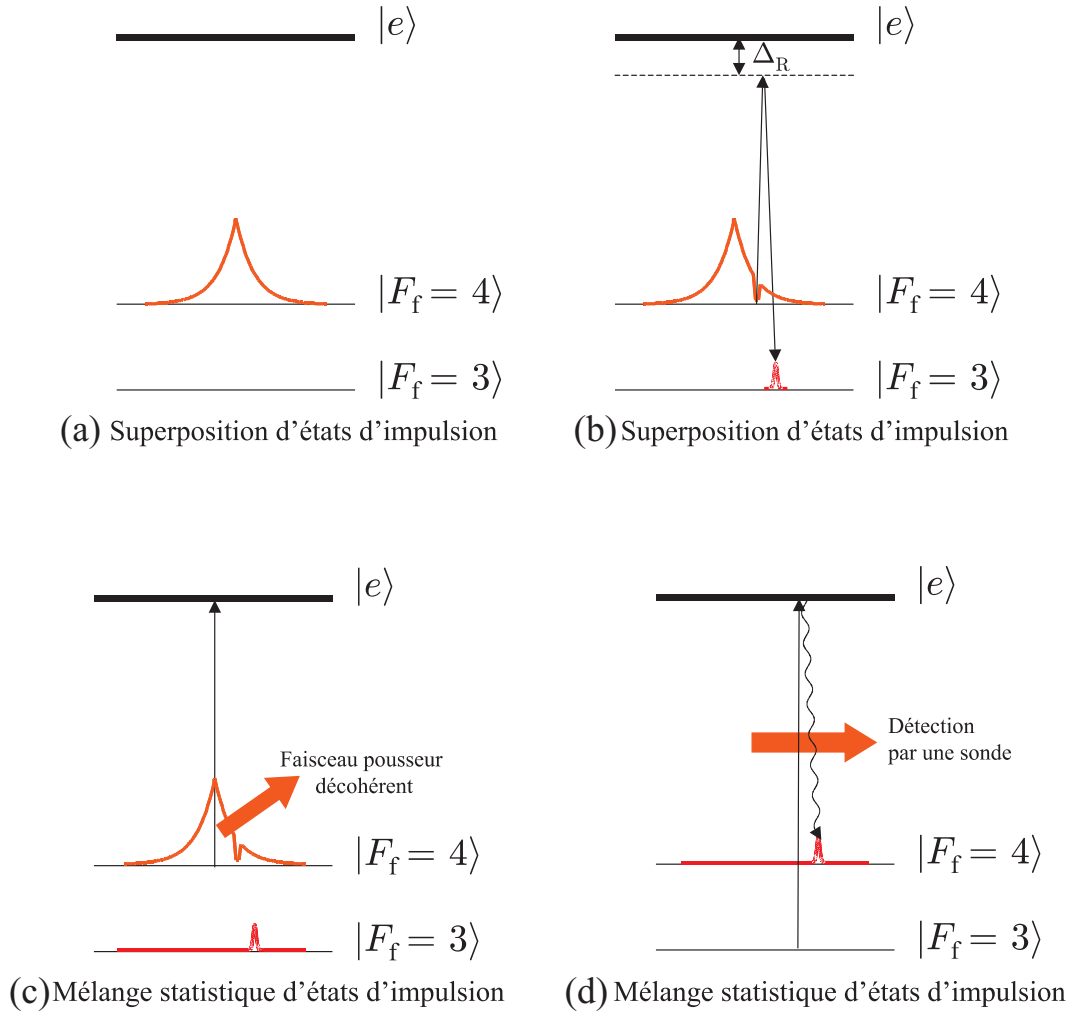 |e⟩
|F_f = 4⟩
|F_f = 3⟩
(a) Superposition d'états d'impulsion
|e⟩
Δ_R
|F_f = 4⟩
|F_f = 3⟩
(b) Superposition d'états d'impulsion
|e⟩
Faisceau pousseur
décohérent
|F_f = 4⟩
|F_f = 3⟩
(c) Mélange statistique d'états d'impulsion
|e⟩
Détection
par une sonde
|F_f = 4⟩
|F_f = 3⟩
(d) Mélange statistique d'états d'impulsion